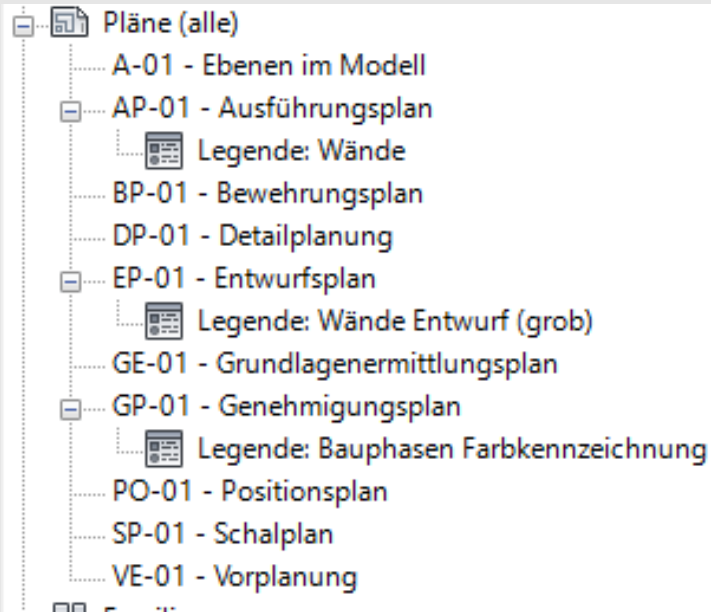 Pläne (alle)
A-01 - Ebenen im Modell
AP-01 - Ausführungsplan
Legende: Wände
BP-01 - Bewehrungsplan
DP-01 - Detailplanung
EP-01 - Entwurfsplan
Legende: Wände Entwurf (grob)
GE-01 - Grundlagenermittlungsplan
GP-01 - Genehmigungsplan
Legende: Bauphasen Farbkennzeichnung
PO-01 - Positionsplan
SP-01 - Schalplan
VE-01 - Vorplanung